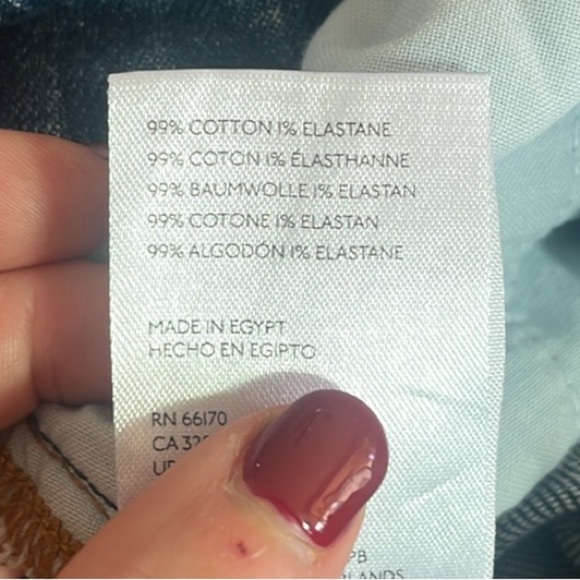 99% COTTON 1% ELASTANE
99% COTON 1% ÉLASTHANNE
99% BAUMWOLLE 1% ELASTAN
99% COTONE 1% ELASTAN
99% ALGODÓN 1% ELASTANE
MADE IN EGYPT
HECHO EN EGIPTO
RN 66170
CA